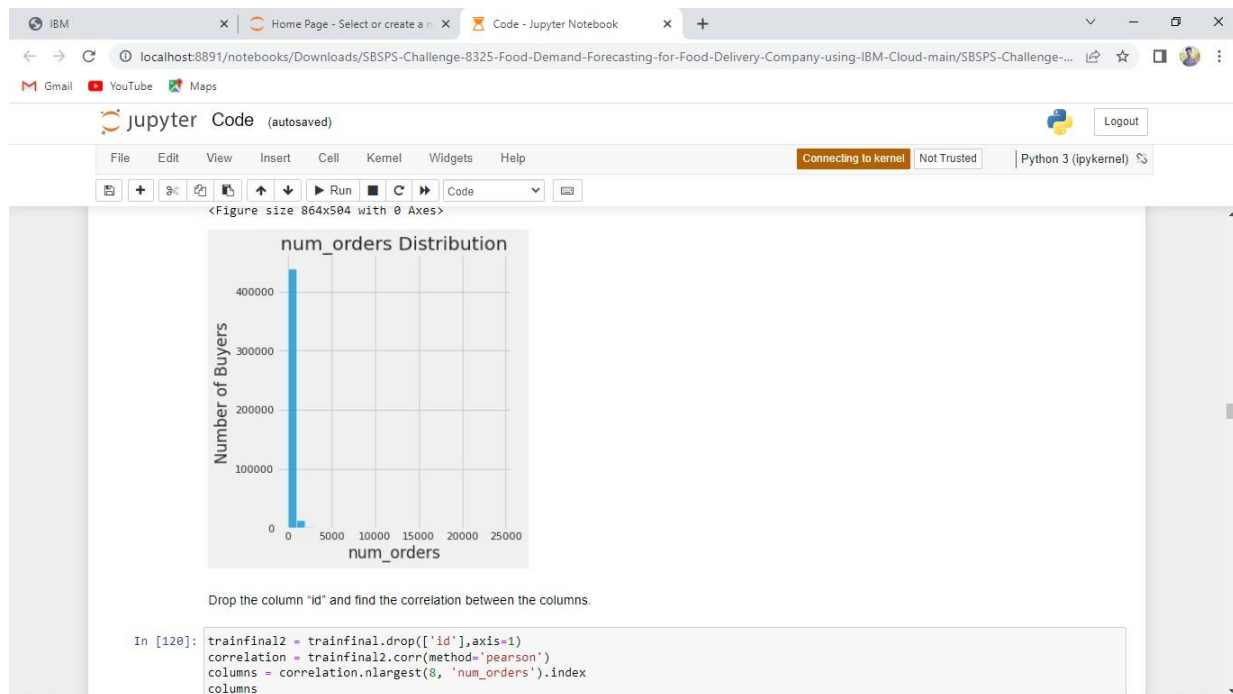 IBM
Home Page - Select or create a n
Code - Jupyter Notebook
localhost:8891/notebooks/Downloads/SBSPS-Challenge-8325-Food-Demand-Forecasting-for-Food-Delivery-Company-using-IBM-Cloud-main/SBSPS-Challenge-...
Gmail YouTube Maps
jupyter Code (autosaved)
Logout
File Edit View Insert Cell Kernel Widgets Help
Connecting to kernel Not Trusted Python 3 (ipykernel)
Run Code
<Figure size 864x504 with 0 Axes>
num_orders Distribution
Number of Buyers
400000
300000
200000
100000
0
0 5000 10000 15000 20000 25000
num_orders
Drop the column “id” and find the correlation between the columns.
In [120]: trainfinal2 = trainfinal.drop(['id'],axis=1)
correlation = trainfinal2.corr(method='pearson')
columns = correlation.nlargest(8, 'num_orders').index
columns